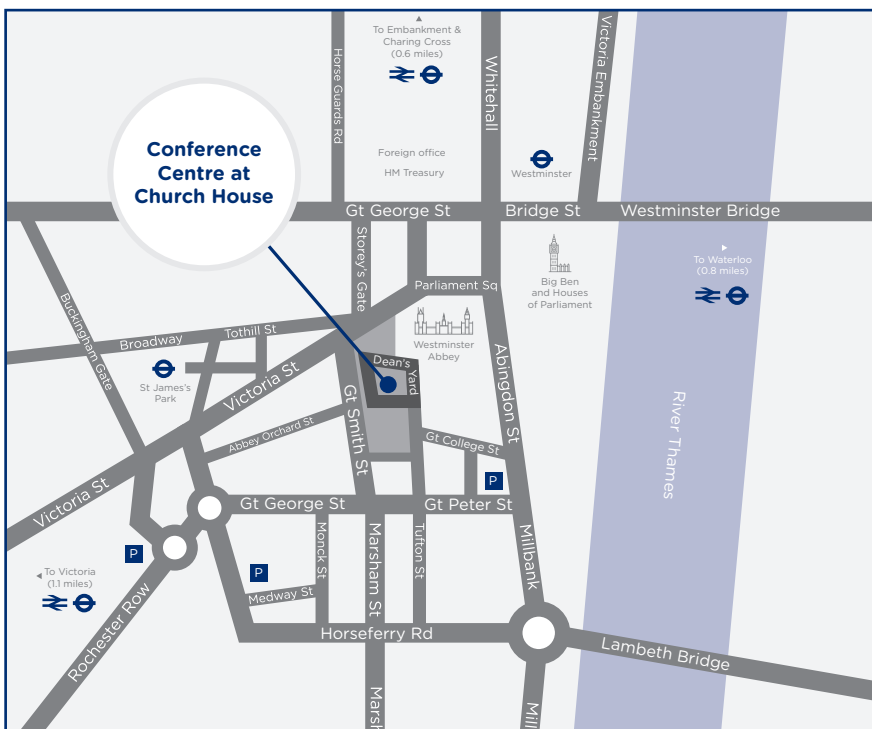 To Embankment &
Charing Cross
(0.6 miles)
Horse Guards Rd
Whitehall
Victoria Embankment
Conference
Centre at
Church House
Foreign office
HM Treasury
Westminster
Gt George St
Bridge St
Westminster Bridge
Storey's Gate
Parliament Sq
Big Ben
and Houses
of Parliament
To Waterloo
(0.8 miles)
Buckingham Gate
Broadway
Tothill St
Westminster
Abbey
St James's
Park
Victoria St
Dean's
Yard
Abingdon St
Gt Smith St
Abbey Orchard St
Gt College St
River Thames
Victoria St
P
Gt George St
Gt Peter St
P
To Victoria
(1.1 miles)
P
Monck St
Marsham St
Tufton St
Millbank
Medway St
Rochester Row
Horseferry Rd
Lambeth Bridge
Marsh
Mill